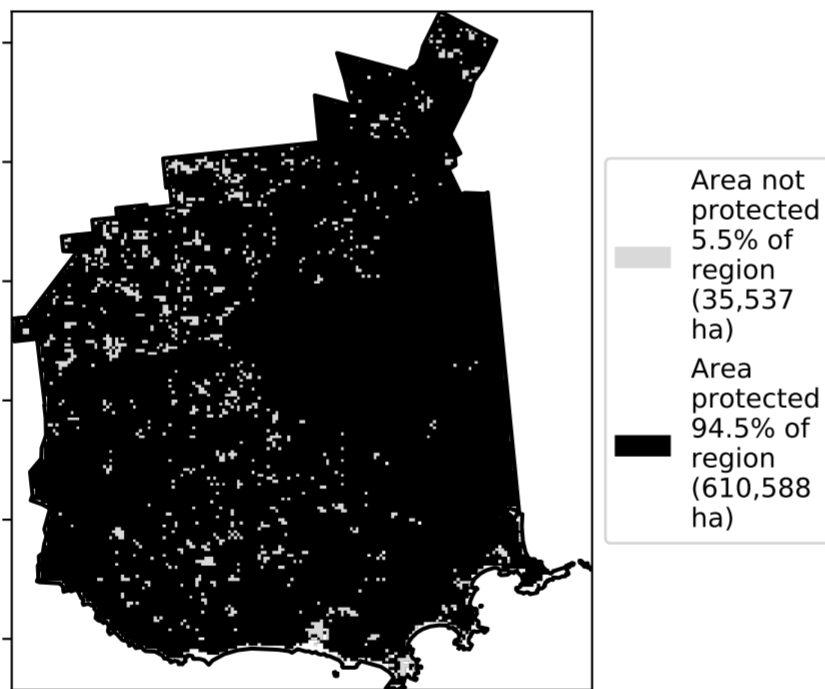 Area not
protected
5.5% of
region
(35,537
ha)
Area
protected
94.5% of
region
(610,588
ha)